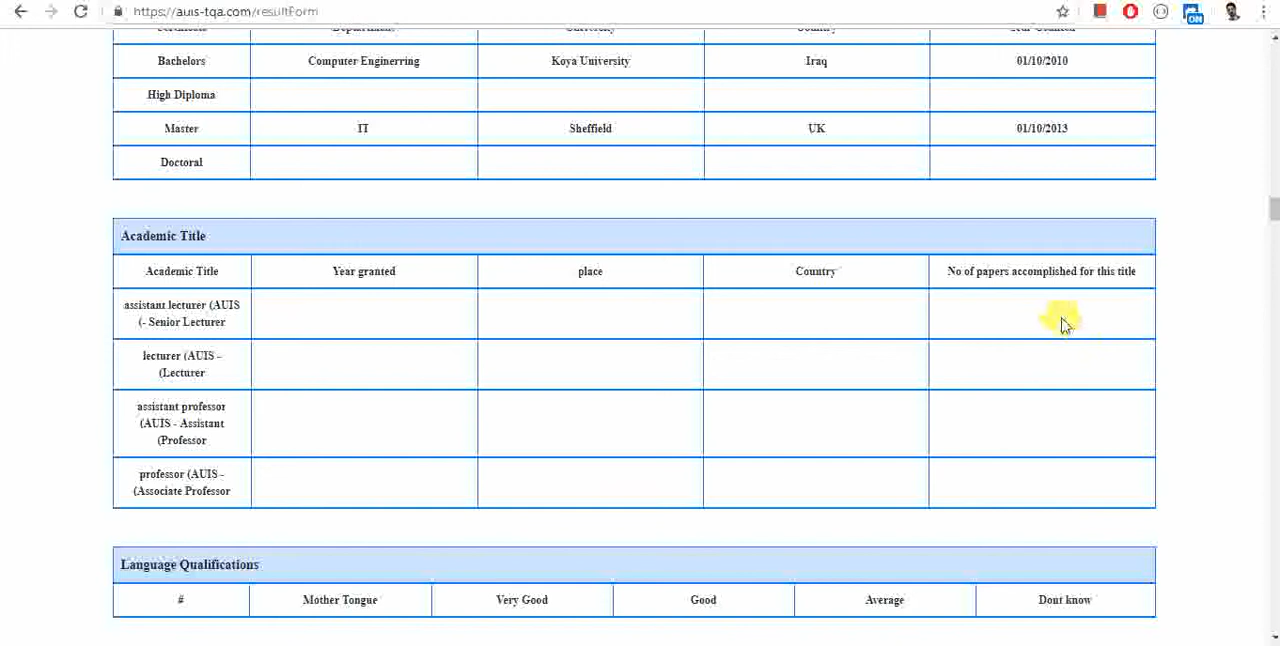 https://auis-tqa.com/resultForm
ON
Bachelors Computer Enginerring Koya University Iraq 01/10/2010
High Diploma
Master IT Sheffield UK 01/10/2013
Doctoral
Academic Title
Academic Title Year granted place Country No of papers accomplished for this title
assistant lecturer (AUIS
(- Senior Lecturer
lecturer (AUIS -
(Lecturer
assistant professor
(AUIS - Assistant
(Professor
professor (AUIS -
(Associate Professor
Language Qualifications
# Mother Tongue Very Good Good Average Dont know